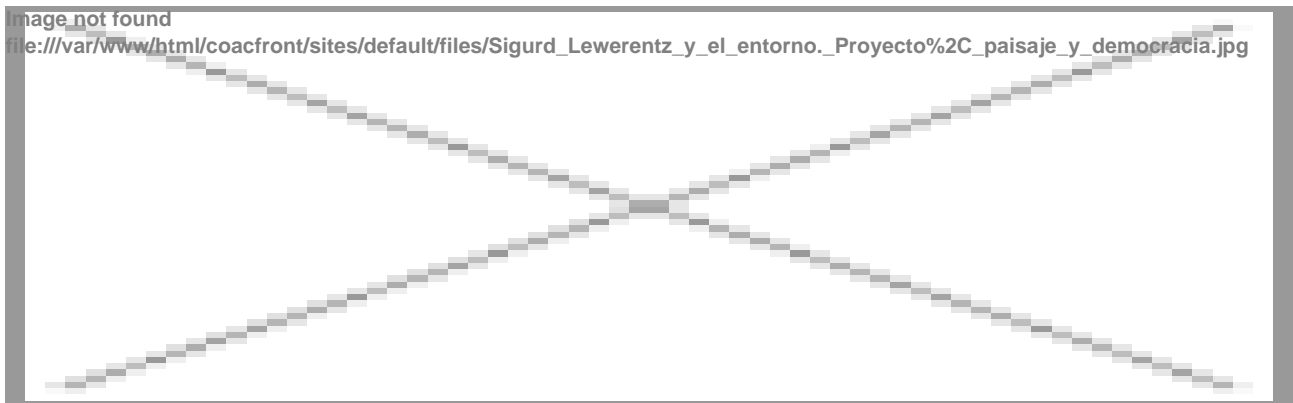 Image not found
file:///var/www/html/coacfront/sites/default/files/Sigurd_Lewerentz_y_el_entorno._Proyecto%2C_paisaje_y_democracia.jpg